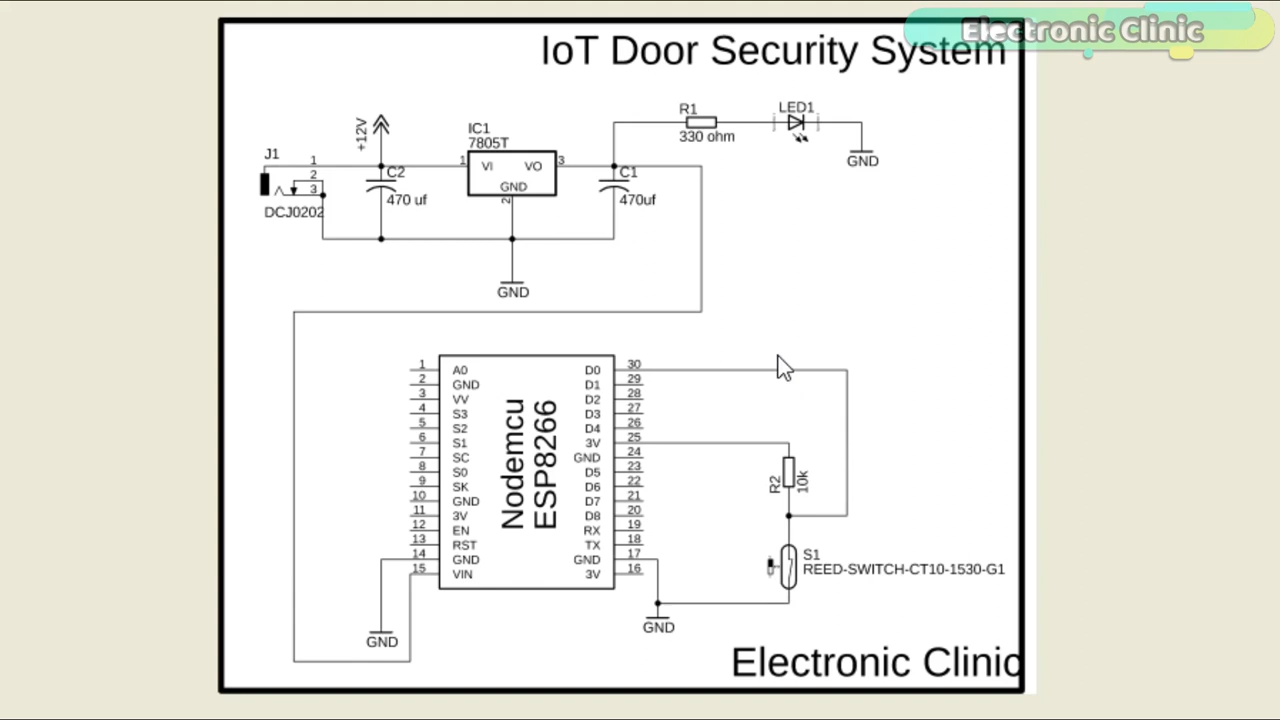 Electronic Clinic
IoT Door Security System
R1
330 ohm
LED1
GND
+12V
IC1
7805T
J1
1
2
3
DCJ0202
C2
470 uf
1
VI
VO
3
GND
2
C1
470uf
GND
1 A0
2 GND
3 VV
4 S3
5 S2
6 S1
7 SC
8 S0
9 SK
10 GND
11 3V
12 EN
13 RST
14 GND
15 VIN
Nodemcu
ESP8266
D0 30
D1 29
D2 28
D3 27
D4 26
3V 25
GND 24
D5 23
D6 22
D7 21
D8 20
RX 19
TX 18
GND 17
3V 16
R2
10k
S1
REED-SWITCH-CT10-1530-G1
GND
GND
Electronic Clinic